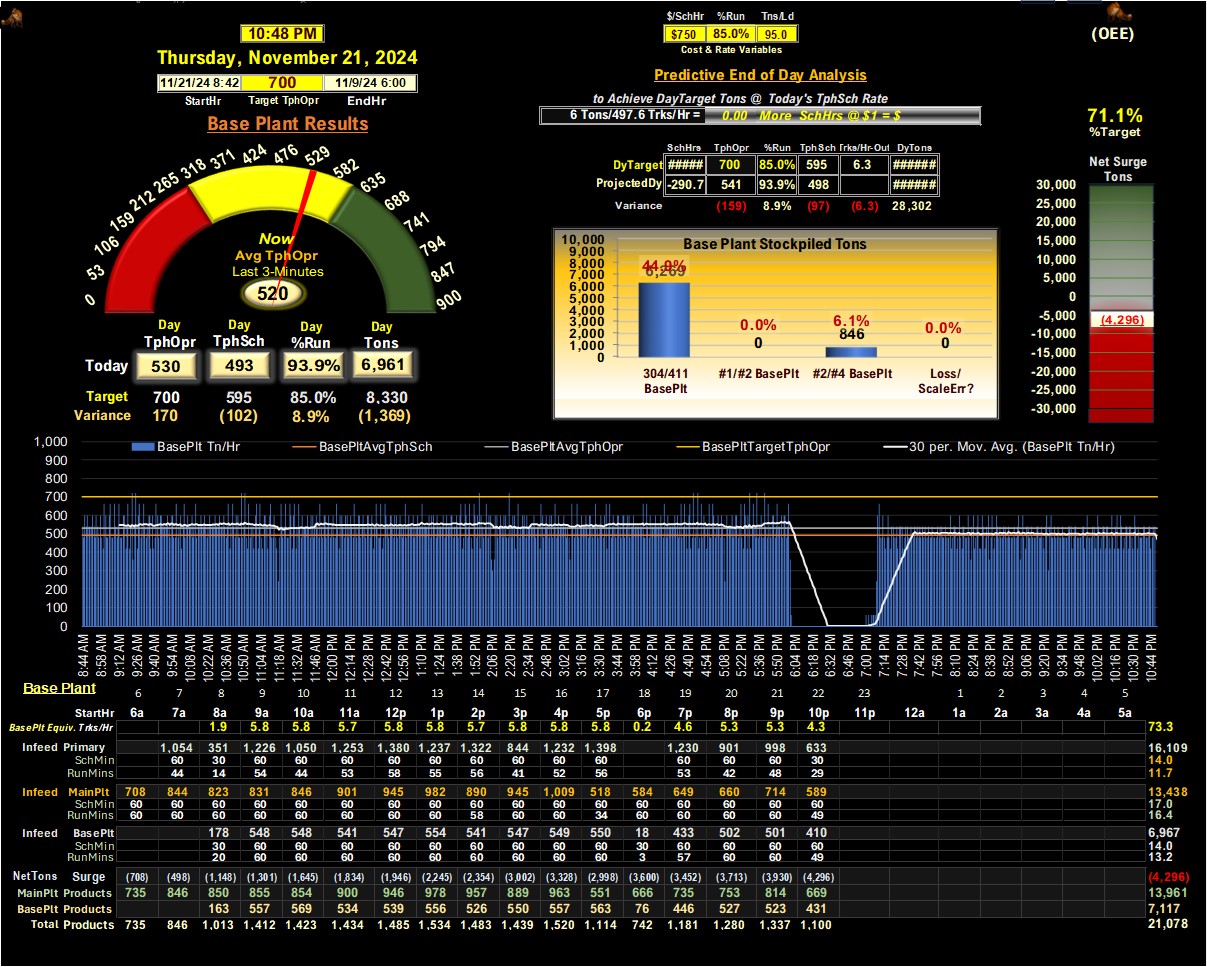 $/SchHr %Run Tns/Ld
10:48 PM
$750 85.0% 95.0
(OEE)
Cost & Rate Variables
Thursday, November 21, 2024
Predictive End of Day Analysis
11/21/24 8:42 700 11/9/24 6:00
StartHr Target TphOpr EndHr
to Achieve DayTarget Tons @ Today's TphSch Rate
6 Tons/497.6 Trks/Hr = 0.00 More SchHrs @ $1 = $
Base Plant Results
71.1%
%Target
SchHrs TphOpr %Run TphSch Trks/Hr-Out DyTons
DyTarget ##### 700 85.0% 595 6.3 ######
ProjectedDy -290.7 541 93.9% 498 ######
Variance (159) 8.9% (97) (6.3) 28,302
Net Surge
Tons
30,000
25,000
20,000
15,000
10,000
5,000
0
-5,000
(4,296)
-10,000
-15,000
-20,000
-25,000
-30,000
0 53 106 159 212 265 318 371 424 476 529 582 635 688 741 794 847 900
Now
Avg TphOpr
Last 3-Minutes
520
Day Day Day Day
TphOpr TphSch %Run Tons
Today 530 493 93.9% 6,961
Target 700 595 85.0% 8,330
Variance 170 (102) 8.9% (1,369)
Base Plant Stockpiled Tons
10,000
9,000
8,000
7,000
6,000
5,000
4,000
3,000
2,000
1,000
0
44.9% 0.0% 6.1% 0.0%
6,269 0 846 0
304/411 #1/#2 BasePlt #2/#4 BasePlt Loss/
BasePlt ScaleErr?
BasePlt Tn/Hr BasePltAvgTphSch BasePltAvgTphOpr BasePltTargetTphOpr 30 per. Mov. Avg. (BasePlt Tn/Hr)
1,000
900
800
700
600
500
400
300
200
100
0
8:44 AM 8:58 AM 9:12 AM 9:26 AM 9:40 AM 9:54 AM 10:08 AM 10:22 AM 10:36 AM 10:50 AM 11:04 AM 11:18 AM 11:32 AM 11:46 AM 12:00 PM 12:14 PM 12:28 PM 12:42 PM 12:56 PM 1:10 PM 1:24 PM 1:38 PM 1:52 PM 2:06 PM 2:20 PM 2:34 PM 2:48 PM 3:02 PM 3:16 PM 3:30 PM 3:44 PM 3:58 PM 4:12 PM 4:26 PM 4:40 PM 4:54 PM 5:08 PM 5:22 PM 5:36 PM 5:50 PM 6:04 PM 6:18 PM 6:32 PM 6:46 PM 7:00 PM 7:14 PM 7:28 PM 7:42 PM 7:56 PM 8:10 PM 8:24 PM 8:38 PM 8:52 PM 9:06 PM 9:20 PM 9:34 PM 9:48 PM 10:02 PM 10:16 PM 10:30 PM 10:44 PM
Base Plant 6 7 8 9 10 11 12 13 14 15 16 17 18 19 20 21 22 23 1 2 3 4 5
StartHr 6a 7a 8a 9a 10a 11a 12p 1p 2p 3p 4p 5p 6p 7p 8p 9p 10p 11p 12a 1a 2a 3a 4a 5a
BasePlt Equiv. Trks/Hr 1.9 5.8 5.8 5.7 5.8 5.8 5.7 5.8 5.8 5.8 0.2 4.6 5.3 5.3 4.3 73.3
Infeed Primary 1,054 351 1,226 1,050 1,253 1,380 1,237 1,322 844 1,232 1,398 1,230 901 998 633 16,109
SchMin 60 30 60 60 60 60 60 60 60 60 60 60 60 60 30 14.0
RunMins 44 14 54 44 53 58 55 56 41 52 56 53 42 48 29 11.7
Infeed MainPlt 708 844 823 831 846 901 945 982 890 945 1,009 518 584 649 660 714 589 13,438
SchMin 60 60 60 60 60 60 60 60 60 60 60 60 60 60 60 60 60 17.0
RunMins 60 60 60 60 60 60 60 60 58 60 60 34 60 60 60 60 49 16.4
Infeed BasePlt 178 548 548 541 547 554 541 547 549 550 18 433 502 501 410 6,967
SchMin 30 60 60 60 60 60 60 60 60 60 30 60 60 60 60 14.0
RunMins 20 60 60 60 60 60 60 60 60 60 3 57 60 60 49 13.2
NetTons Surge (708) (498) (1,148) (1,301) (1,645) (1,834) (1,946) (2,245) (2,354) (3,002) (3,328) (2,998) (3,600) (3,452) (3,713) (3,930) (4,296) (4,296)
MainPlt Products 735 846 850 855 854 900 946 978 957 889 963 551 666 735 753 814 669 13,961
BasePlt Products 163 557 569 534 539 556 526 550 557 563 76 446 527 523 431 7,117
Total Products 735 846 1,013 1,412 1,423 1,434 1,485 1,534 1,483 1,439 1,520 1,114 742 1,181 1,280 1,337 1,100 21,078